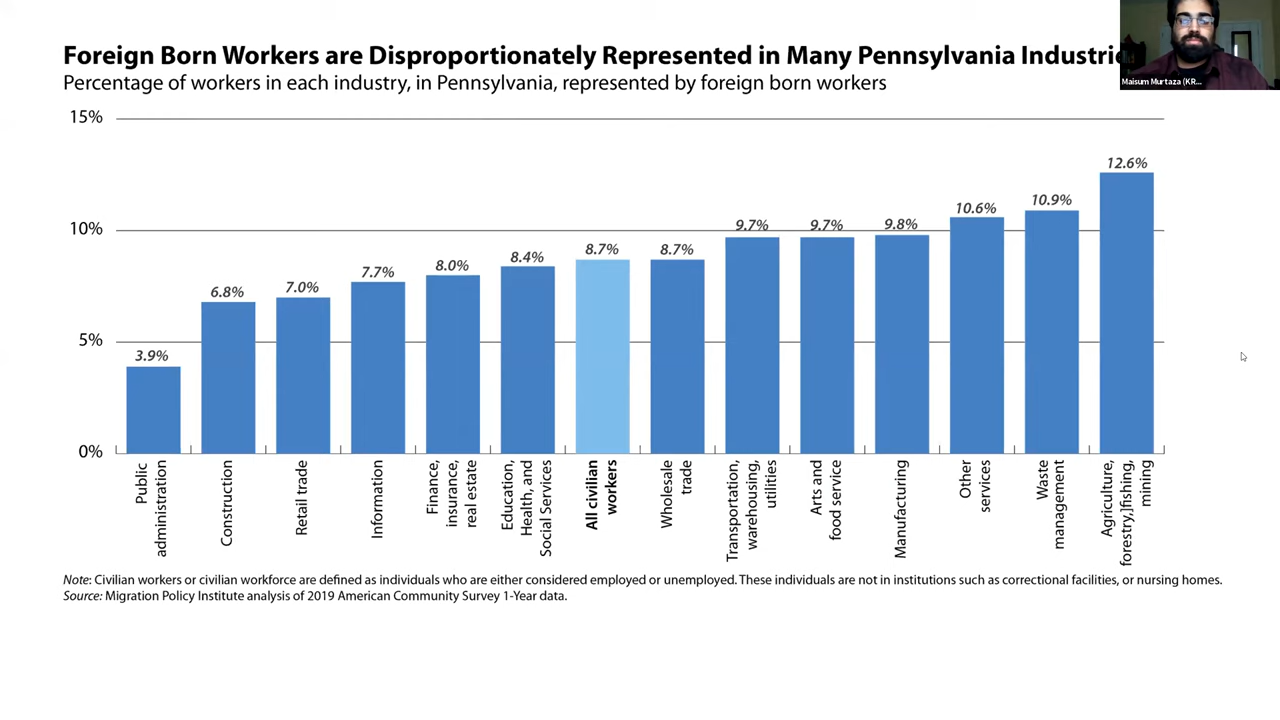 Foreign Born Workers are Disproportionately Represented in Many Pennsylvania Industrie
Percentage of workers in each industry, in Pennsylvania, represented by foreign born workers
Maisum Murtaza (KR...
15%
10%
5%
0%
3.9%
6.8%
7.0%
7.7%
8.0%
8.4%
8.7%
8.7%
9.7%
9.7%
9.8%
10.6%
10.9%
12.6%
Public
administration
Construction
Retail trade
Information
Finance,
insurance,
real estate
Education,
Health, and
Social Services
All civilian
workers
Wholesale
trade
Transportation,
warehousing,
utilities
Arts and
food service
Manufacturing
Other
services
Waste
management
Agriculture,
forestry,]fishing,
mining
Note: Civilian workers or civilian workforce are defined as individuals who are either considered employed or unemployed. These individuals are not in institutions such as correctional facilities, or nursing homes.
Source: Migration Policy Institute analysis of 2019 American Community Survey 1-Year data.